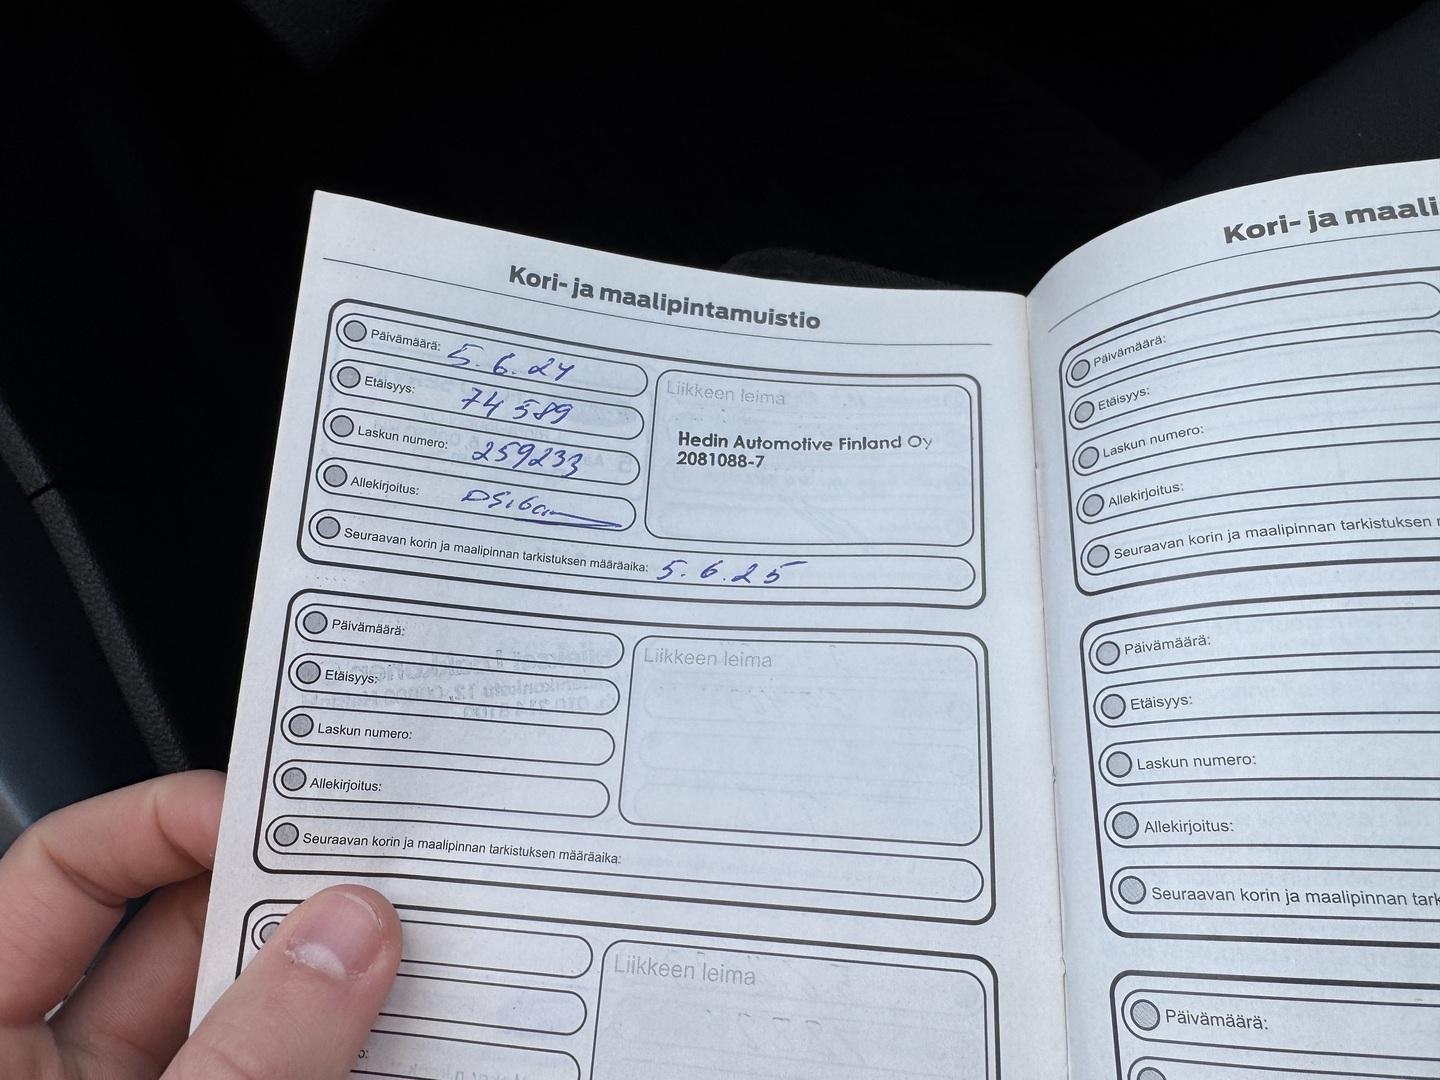 Kori- ja maalipintamuistio
Päivämäärä: 5.6.24
Etäisyys: 74 589
Laskun numero: 259233
Allekirjoitus:
Liikkeen leima
Hedin Automotive Finland Oy
2081088-7
Seuraavan korin ja maalipinnan tarkistuksen määräaika: 5.6.25
Päivämäärä:
Etäisyys:
Laskun numero:
Allekirjoitus:
Liikkeen leima
Seuraavan korin ja maalipinnan tarkistuksen määräaika:
Liikkeen leima
Kori- ja maali
Päivämäärä:
Etäisyys:
Laskun numero:
Allekirjoitus:
Seuraavan korin ja maalipinnan tarkistuksen
Päivämäärä:
Etäisyys:
Laskun numero:
Allekirjoitus:
Seuraavan korin ja maalipinnan tark
Päivämäärä: